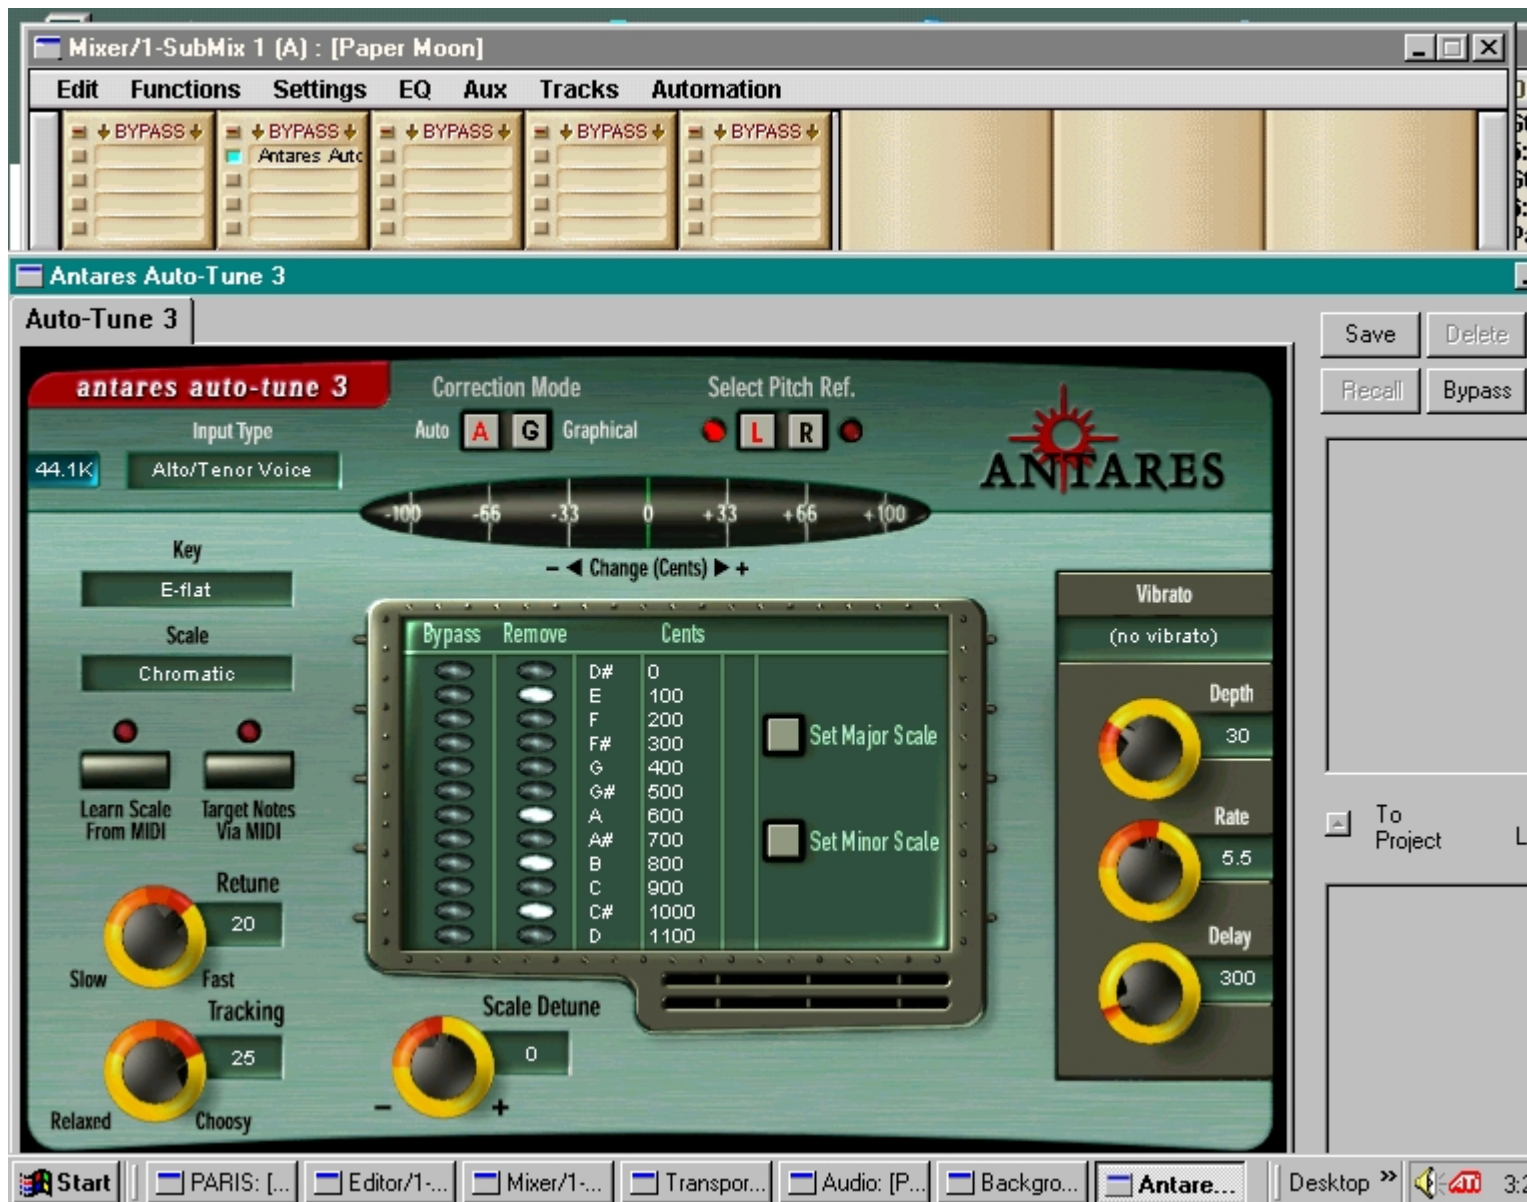 Mixer/1-SubMix 1 (A) : [Paper Moon]
Edit Functions Settings EQ Aux Tracks Automation
BYPASS BYPASS BYPASS BYPASS BYPASS
Antares Auto
Antares Auto-Tune 3
Auto-Tune 3
Save Delete
Recall Bypass
antares auto-tune 3
Correction Mode
Select Pitch Ref.
Input Type
Auto A G Graphical
L R
ANTARES
44.1K
Alto/Tenor Voice
-100 -66 -33 0 +33 +66 +100
- ◀ Change (Cents) ▶ +
Key
E-flat
Scale
Chromatic
Learn Scale From MIDI
Target Notes Via MIDI
Bypass Remove Cents
D# 0
E 100
F 200
F# 300
G 400
G# 500
A 600
A# 700
B 800
C 900
C# 1000
D 1100
Set Major Scale
Set Minor Scale
Vibrato
(no vibrato)
Depth
30
Rate
5.5
Delay
300
To Project
L
Retune
20
Slow Fast
Tracking
25
Relaxed Choosy
Scale Detune
0
- +
Start PARIS: [... Editor/1-... Mixer/1-... Transpor... Audio: [P... Backgro... Antare... Desktop » ATI 3:2